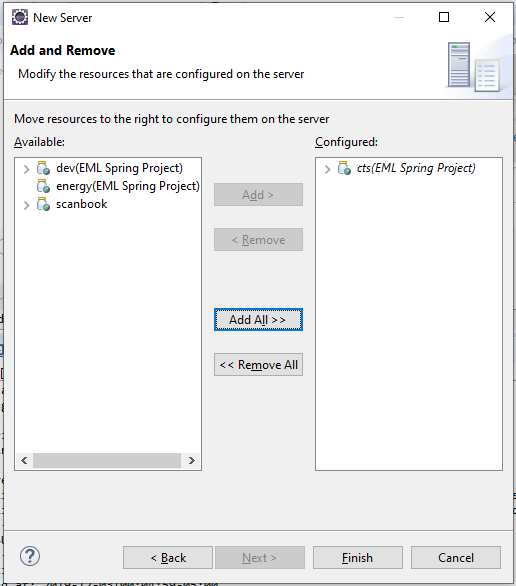 New Server
Add and Remove
Modify the resources that are configured on the server
Move resources to the right to configure them on the server
Available:
Configured:
dev(EML Spring Project)
energy(EML Spring Project)
scanbook
Add >
< Remove
Add All >>
<< Remove All
cts(EML Spring Project)
< Back
Next >
Finish
Cancel